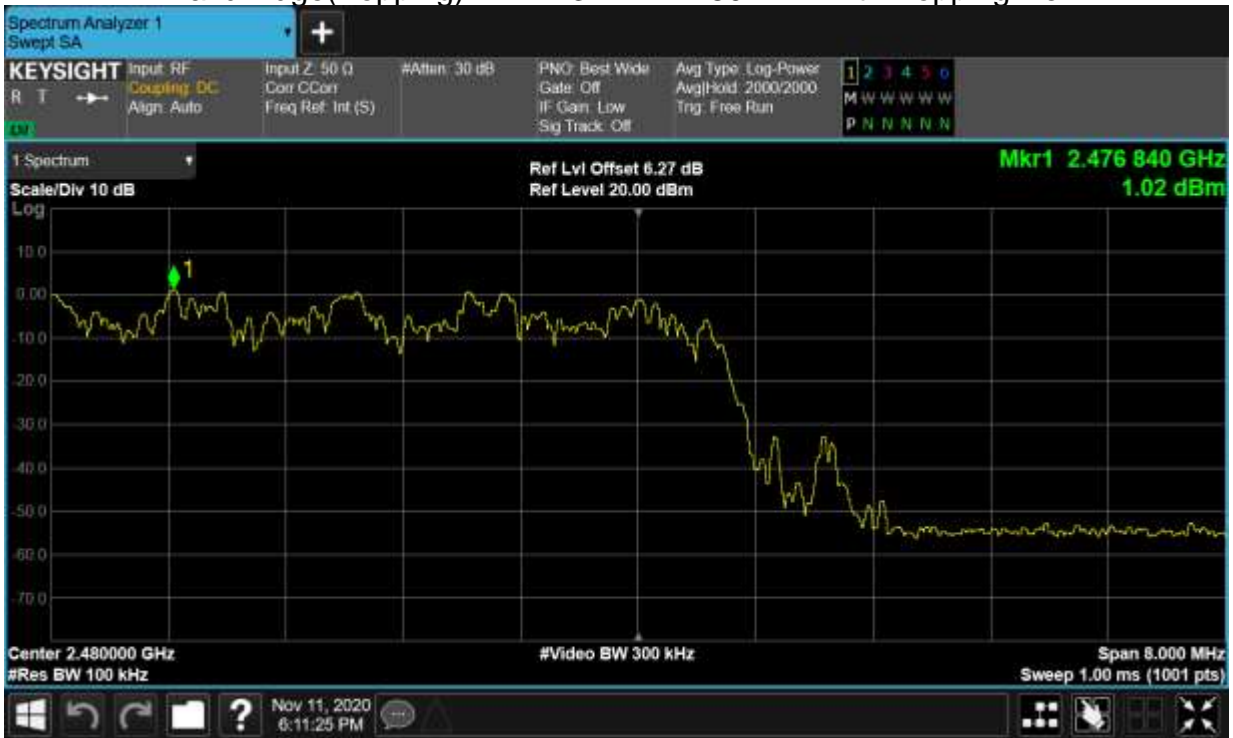 Spectrum Analyzer 1
Swept SA
+
KEYSIGHT
R T
Input: RF
Coupling: DC
Align: Auto
Input Z: 50 Ω
Corr CCorr
Freq Ref: Int (S)
#Atten: 30 dB
PNO: Best Wide
Gate: Off
IF Gain: Low
Sig Track: Off
Avg Type: Log-Power
Avg|Hold: 2000/2000
Trig: Free Run
1 2 3 4 5 6
M W W W W W
P N N N N N
1 Spectrum
Scale/Div 10 dB
Log
Ref Lvl Offset 6.27 dB
Ref Level 20.00 dBm
Mkr1 2.476 840 GHz
1.02 dBm
1
10.0
0.00
-10.0
-20.0
-30.0
-40.0
-50.0
-60.0
-70.0
Center 2.480000 GHz
#Res BW 100 kHz
#Video BW 300 kHz
Span 8.000 MHz
Sweep 1.00 ms (1001 pts)
?
Nov 11, 2020
6:11:25 PM